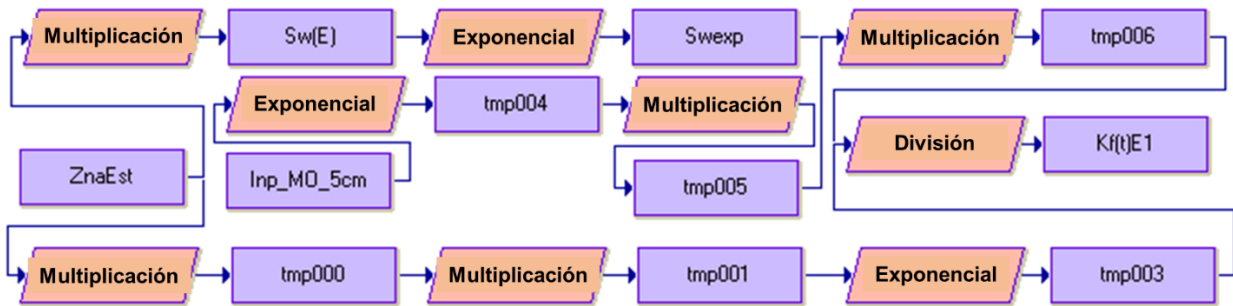 Multiplicación Sw(E) Exponencial Swexp Multiplicación tmp006
Exponencial tmp004 Multiplicación
División Kf(t)E1
ZnaEst Inp_MO_5cm
tmp005
Multiplicación tmp000 Multiplicación tmp001 Exponencial tmp003